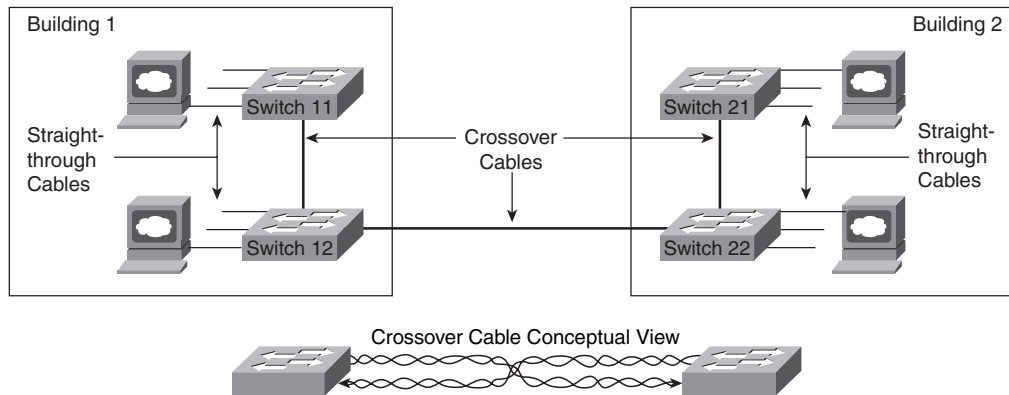 Building 1
Building 2
Switch 11
Switch 21
Straight-
through
Cables
Crossover
Cables
Straight-
through
Cables
Switch 12
Switch 22
Crossover Cable Conceptual View